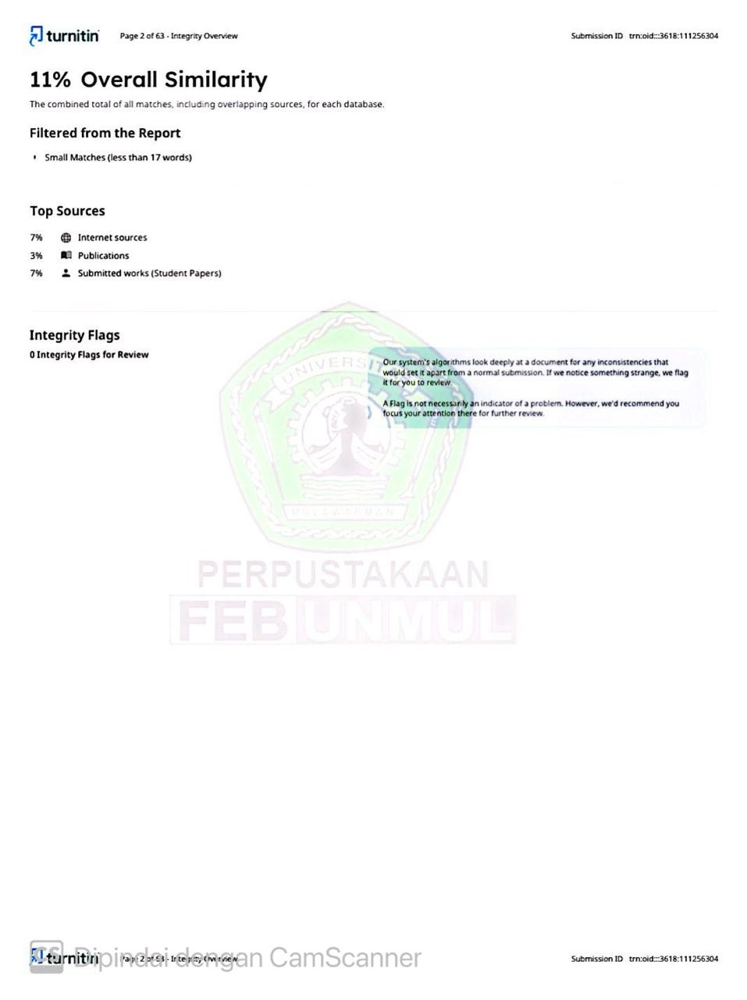 turnitin Page 2 of 63 - Integrity Overview Submission ID trn:oid:::3618:111256304
11% Overall Similarity
The combined total of all matches, including overlapping sources, for each database.
Filtered from the Report
Small Matches (less than 17 words)
Top Sources
7% Internet sources
3% Publications
7% Submitted works (Student Papers)
Integrity Flags
0 Integrity Flags for Review
Our system's algorithms look deeply at a document for any inconsistencies that
would set it apart from a normal submission. If we notice something strange, we flag
it for you to review.
A Flag is not necessarily an indicator of a problem. However, we'd recommend you
focus your attention there for further review.
UNIVERSIT
MULAWARMAN
PERPUSTAKAAN
FEB UNMUL
turnitin Page 2 of 63 - Integrity Overview Submission ID trn:oid:::3618:111256304
CS Dipindai dengan CamScanner